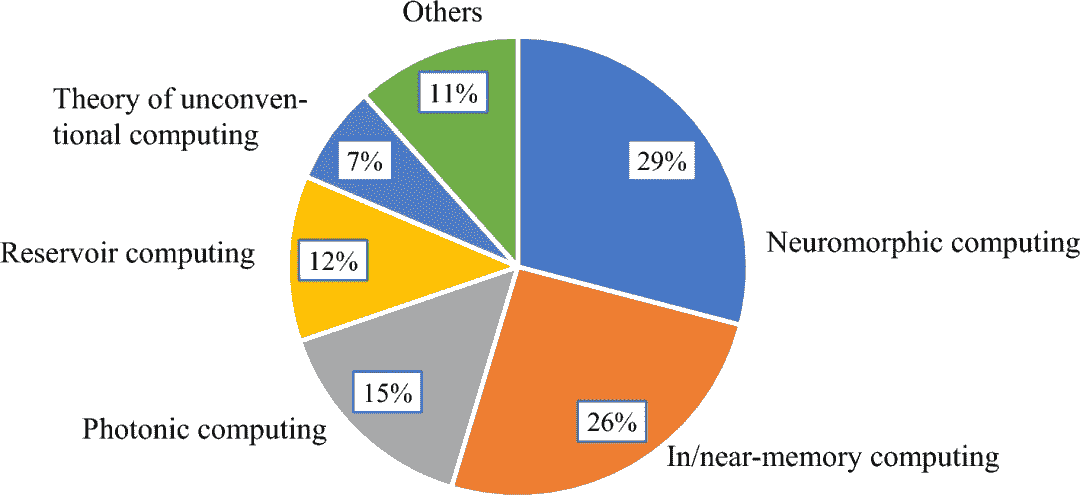 Others
11%
Theory of unconven-
tional computing
7%
29%
Neuromorphic computing
Reservoir computing
12%
15%
Photonic computing
26%
In/near-memory computing